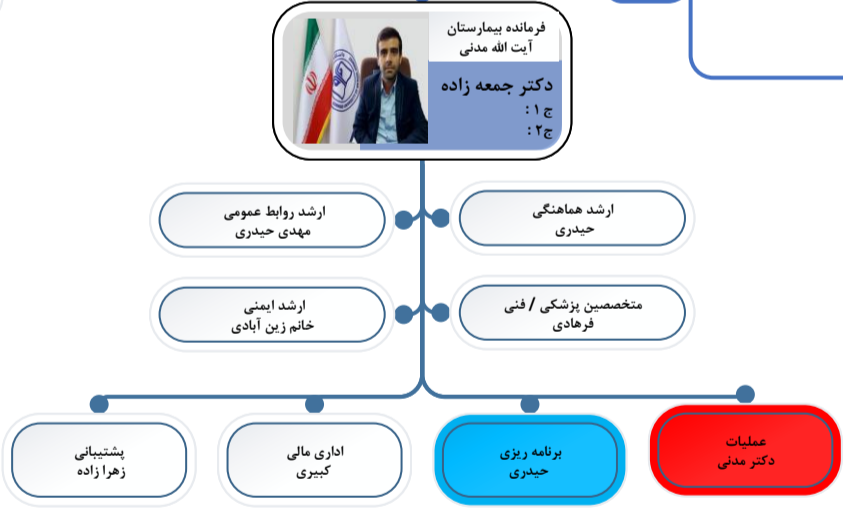 فرمانده بیمارستان
آیت الله مدنی
دکتر جمعه زاده
ج ۱ :
ج۲ :
ارشد هماهنگی
حیدری
ارشد روابط عمومی
مهدی حیدری
متخصصین پزشکی / فنی
فرهادی
ارشد ایمنی
خانم زین آبادی
عملیات
دکتر مدنی
برنامه ریزی
حیدری
اداری مالی
کبیری
پشتیبانی
زهرا زاده